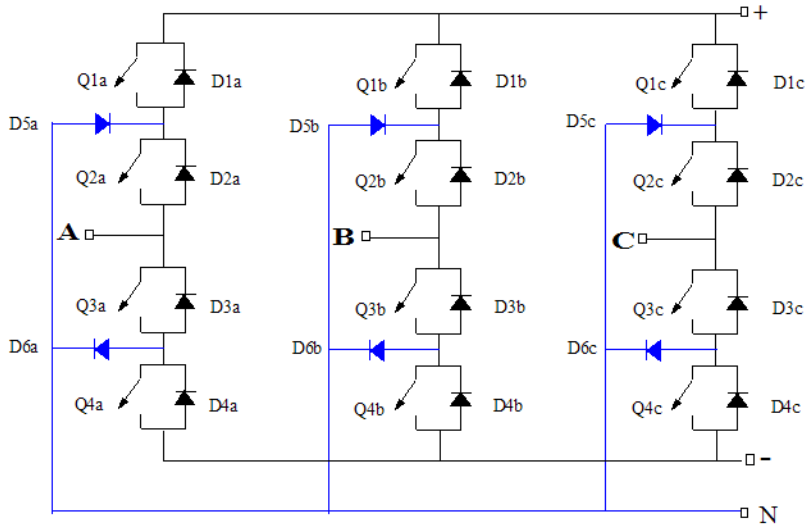 +
Q1a D1a Q1b D1b Q1c D1c
D5a D5b D5c
Q2a D2a Q2b D2b Q2c D2c
A B C
Q3a D3a Q3b D3b Q3c D3c
D6a D6b D6c
Q4a D4a Q4b D4b Q4c D4c
-
N